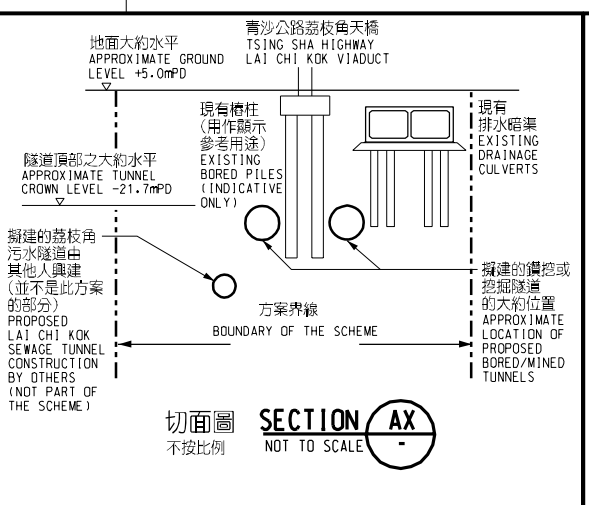 地面大約水平
APPROXIMATE GROUND
LEVEL +5.0mPD
青沙公路荔枝角天橋
TSING SHA HIGHWAY
LAI CHI KOK VIADUCT
現有樁柱
(用作顯示
參考用途)
EXISTING
BORED PILES
(INDICATIVE
ONLY)
現有
排水暗渠
EXISTING
DRAINAGE
CULVERTS
隧道頂部之大約水平
APPROXIMATE TUNNEL
CROWN LEVEL -21.7mPD
擬建的荔枝角
污水隧道由
其他人興建
(並不是此方案
的部分)
PROPOSED
LAI CHI KOK
SEWAGE TUNNEL
CONSTRUCTION
BY OTHERS
(NOT PART OF
THE SCHEME)
方案界線
BOUNDARY OF THE SCHEME
擬建的鑽挖或
挖掘隧道
的大約位置
APPROXIMATE
LOCATION OF
PROPOSED
BORED/MINED
TUNNELS
切面圖 SECTION AX
不按比例 NOT TO SCALE -